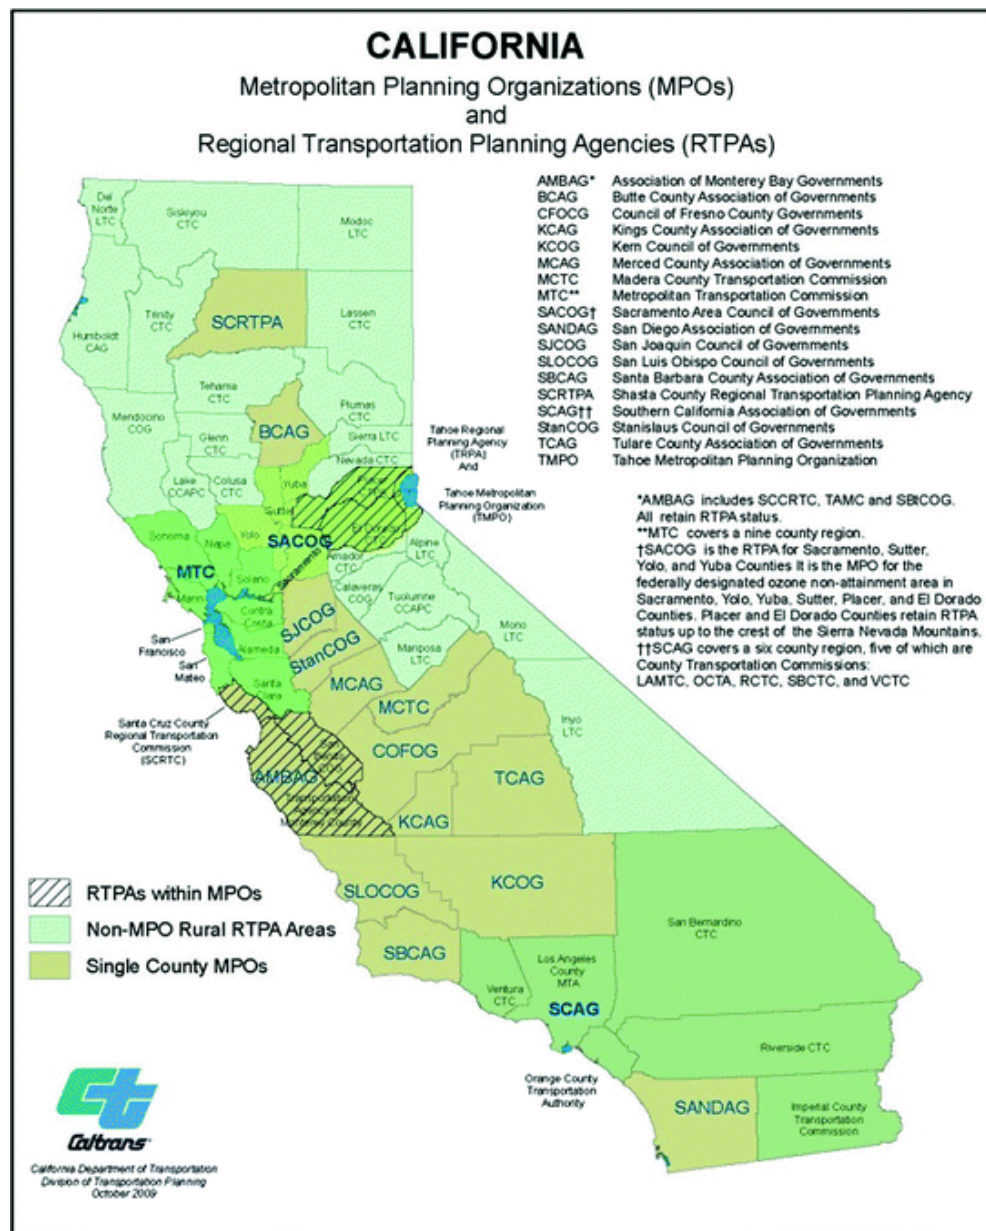 CALIFORNIA
Metropolitan Planning Organizations (MPOs)
and
Regional Transportation Planning Agencies (RTPAs)
AMBAG* Association of Monterey Bay Governments
BCAG Butte County Association of Governments
CFOCG Council of Fresno County Governments
KCAG Kings County Association of Governments
KCOG Kern Council of Governments
MCAG Merced County Association of Governments
MCTC Madera County Transportation Commission
MTC** Metropolitan Transportation Commission
SACOG† Sacramento Area Council of Governments
SANDAG San Diego Association of Governments
SJCOG San Joaquin Council of Governments
SLOCOG San Luis Obispo Council of Governments
SBCAG Santa Barbara County Association of Governments
SCRTPA Shasta County Regional Transportation Planning Agency
SCAG†† Southern California Association of Governments
StanCOG Stanislaus Council of Governments
TCAG Tulare County Association of Governments
TMPO Tahoe Metropolitan Planning Organization
*AMBAG includes SCCRTC, TAMC and SBtCOG.
All retain RTPA status.
**MTC covers a nine county region.
†SACOG is the RTPA for Sacramento, Sutter,
Yolo, and Yuba Counties It is the MPO for the
federally designated ozone non-attainment area in
Sacramento, Yolo, Yuba, Sutter, Placer, and El Dorado
Counties. Placer and El Dorado Counties retain RTPA
status up to the crest of the Sierra Nevada Mountains.
††SCAG covers a six county region, five of which are
County Transportation Commissions:
LAMTC, OCTA, RCTC, SBCTC, and VCTC
Del
Norte
LTC
Siskiyou
CTC
Modoc
LTC
Humboldt
CAG
Trinity
CTC
SCRTPA
Lassen
CTC
Tehama
CTC
Plumas
CTC
Mendocino
COG
Glenn
CTC
BCAG
Sierra LTC
Nevada CTC
Lake
CCAPC
Colusa
CTC
Yuba
Sutter
Placer
Tahoe Regional
Planning Agency
(TRPA)
And
Tahoe Metropolitan
Planning Organization
(TMPO)
El Dorado
Sonoma
Napa
Yolo
SACOG
Sacramento
Amador
CTC
Alpine
LTC
MTC
Solano
Marin
Calaveras
COG
Tuolumne
CCAPC
Mono
LTC
Contra
Costa
San
Francisco
Alameda
San
Mateo
Santa
Clara
SJCOG
StanCOG
Mariposa
LTC
MCAG
MCTC
Inyo
LTC
Santa Cruz County
Regional Transportation
Commission
(SCRTC)
San
Benito
COG
AMBAG
Transportation
Agency for
Monterey County
COFOG
TCAG
KCAG
SLOCOG
KCOG
SBCAG
San Bernardino
CTC
Ventura
CTC
Los Angeles
County
MTA
SCAG
Riverside CTC
Orange County
Transportation
Authority
SANDAG
Imperial County
Transportation
Commission
RTPAs within MPOs
Non-MPO Rural RTPA Areas
Single County MPOs
ct
Caltrans
California Department of Transportation
Division of Transportation Planning
October 2009